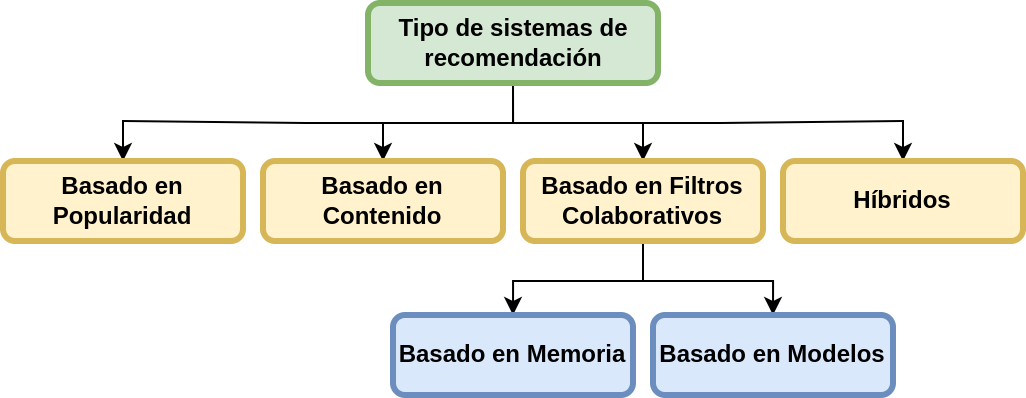 Tipo de sistemas de
recomendación
Basado en
Popularidad
Basado en
Contenido
Basado en Filtros
Colaborativos
Híbridos
Basado en Memoria
Basado en Modelos